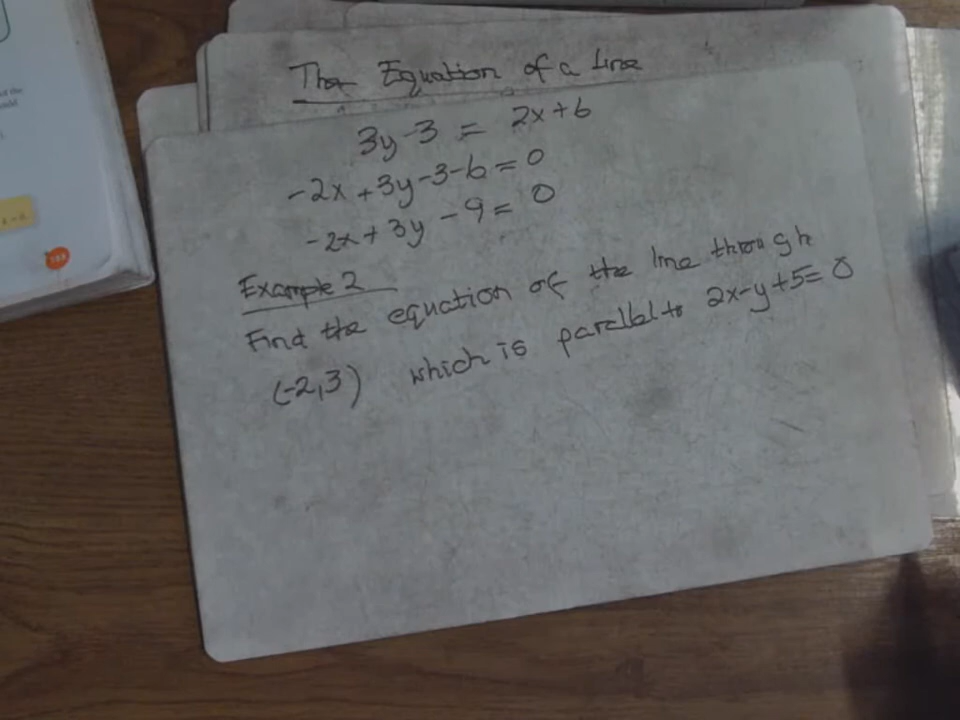 The Equation of a Line
3y-3 = 2x+6
-2x+3y-3-6=0
-2x+3y-9=0
Example 2
Find the equation of the line through
(-2,3) which is parallel to 2x-y+5=0